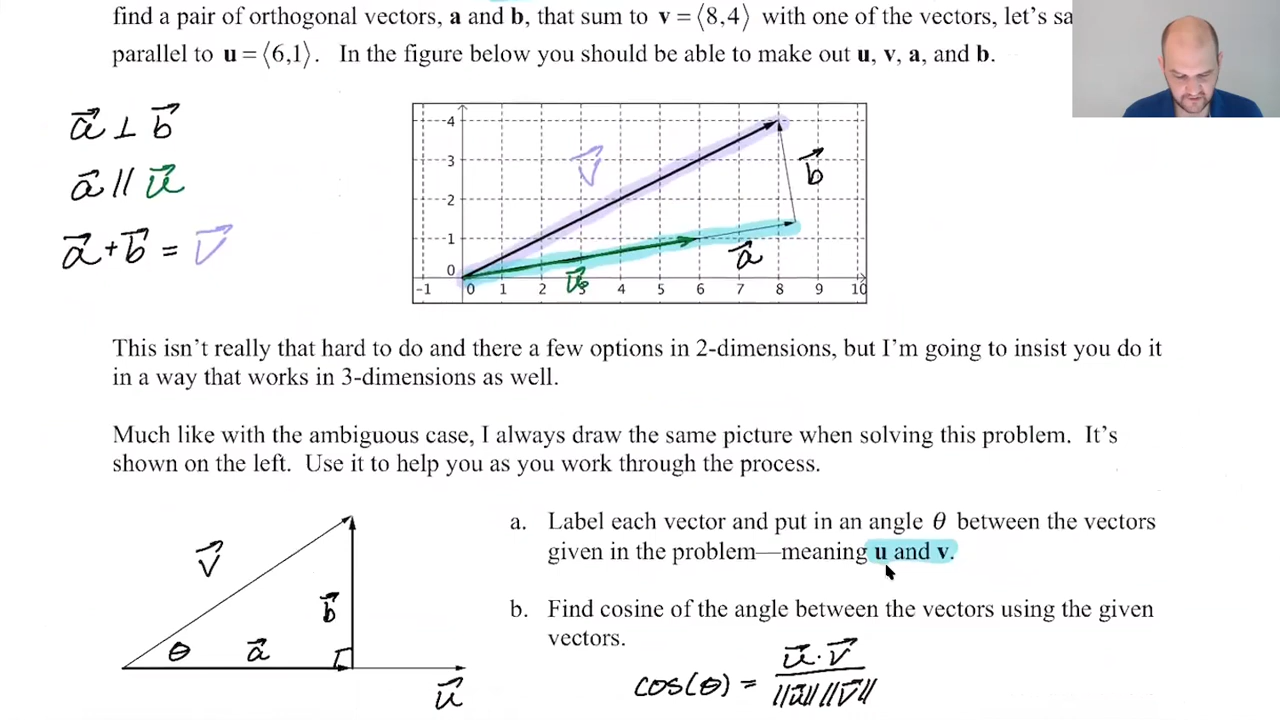 find a pair of orthogonal vectors, a and b, that sum to v = ⟨8,4⟩ with one of the vectors, let's sa
parallel to u = ⟨6,1⟩. In the figure below you should be able to make out u, v, a, and b.
a⃗ ⊥ b⃗
a⃗ // u⃗
a⃗ + b⃗ = v⃗
4
3
2
1
0
-1 0 1 2 3 4 5 6 7 8 9 10
v⃗
b⃗
a⃗
u⃗
This isn't really that hard to do and there a few options in 2-dimensions, but I'm going to insist you do it
in a way that works in 3-dimensions as well.
Much like with the ambiguous case, I always draw the same picture when solving this problem. It's
shown on the left. Use it to help you as you work through the process.
v⃗
b⃗
θ a⃗
u⃗
a. Label each vector and put in an angle θ between the vectors
given in the problem—meaning u and v.
b. Find cosine of the angle between the vectors using the given
vectors.
cos(θ) = u⃗·v⃗ / ||u⃗|| ||v⃗||